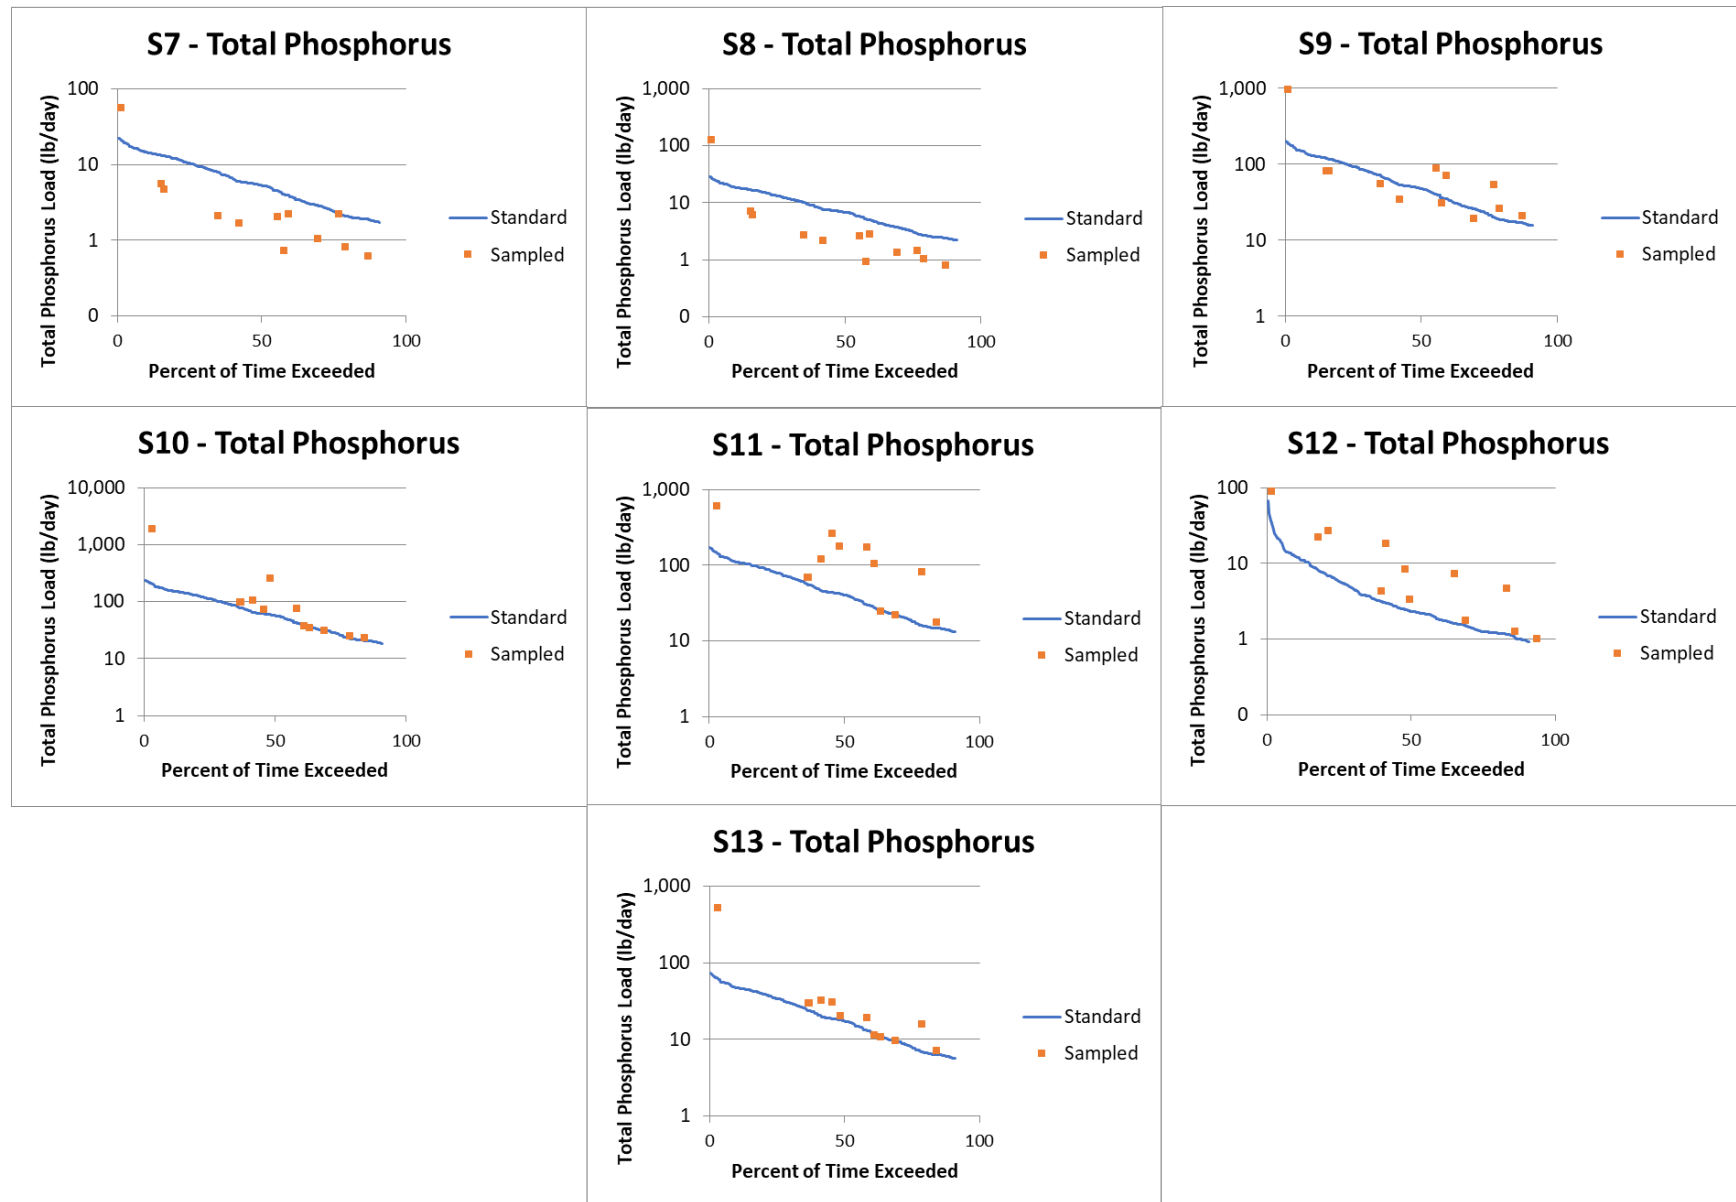 S7 - Total Phosphorus
Total Phosphorus Load (lb/day)
100
10
1
0
0
50
100
Percent of Time Exceeded
Standard
Sampled
S8 - Total Phosphorus
Total Phosphorus Load (lb/day)
1,000
100
10
1
0
0
50
100
Percent of Time Exceeded
Standard
Sampled
S9 - Total Phosphorus
Total Phosphorus Load (lb/day)
1,000
100
10
1
0
50
100
Percent of Time Exceeded
Standard
Sampled
S10 - Total Phosphorus
Total Phosphorus Load (lb/day)
10,000
1,000
100
10
1
0
50
100
Percent of Time Exceeded
Standard
Sampled
S11 - Total Phosphorus
Total Phosphorus Load (lb/day)
1,000
100
10
1
0
50
100
Percent of Time Exceeded
Standard
Sampled
S12 - Total Phosphorus
Total Phosphorus Load (lb/day)
100
10
1
0
0
50
100
Percent of Time Exceeded
Standard
Sampled
S13 - Total Phosphorus
Total Phosphorus Load (lb/day)
1,000
100
10
1
0
50
100
Percent of Time Exceeded
Standard
Sampled